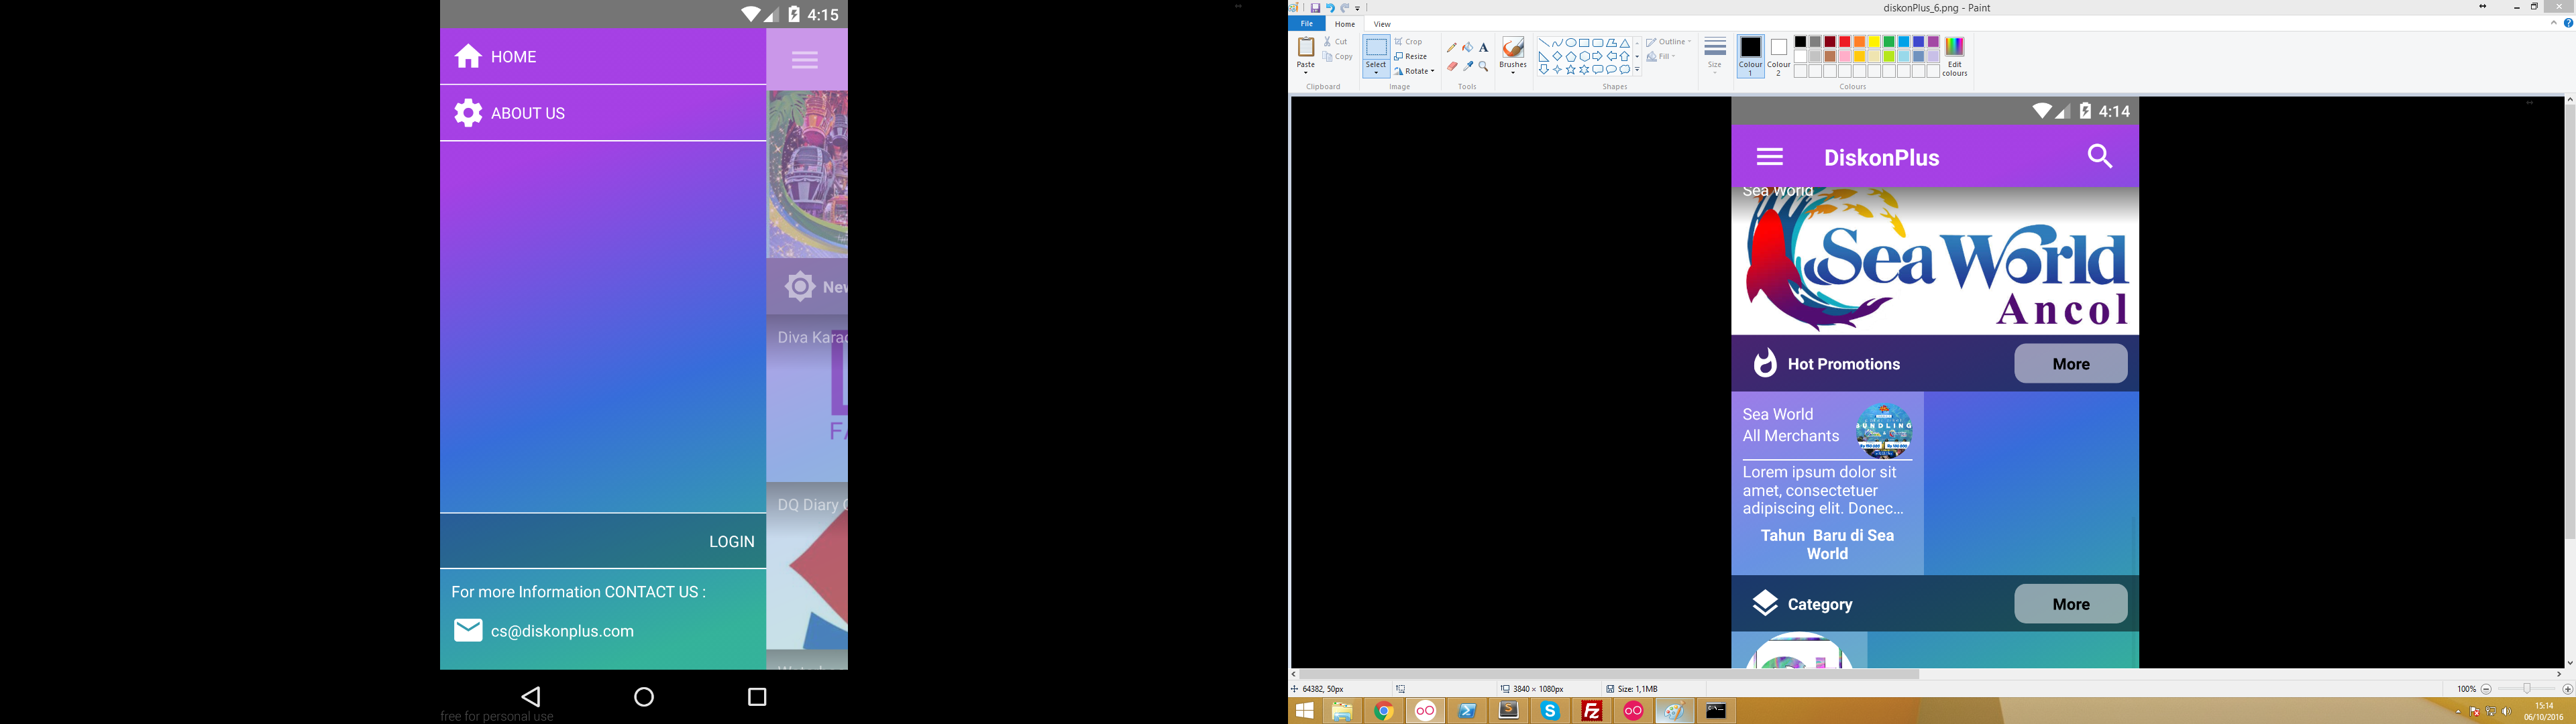 4:15
HOME
ABOUT US
New
Diva Karao
FA
DQ Diary
LOGIN
For more Information CONTACT US :
cs@diskonplus.com
free for personal use
diskonPlus_6.png - Paint
File Home View
Paste
Cut
Copy
Clipboard
Select
Crop
Resize
Rotate
Image
A
Tools
Brushes
Outline
Fill
Shapes
Size
Colour 1
Colour 2
Edit colours
Colours
4:14
DiskonPlus
Sea World
Sea World
Ancol
Hot Promotions
More
Sea World
All Merchants
BUNDLING
Lorem ipsum dolor sit
amet, consectetuer
adipiscing elit. Donec...
Tahun Baru di Sea
World
Category
More
64382, 50px
3840 × 1080px
Size: 1,1MB
100%
15:14
06/10/2016